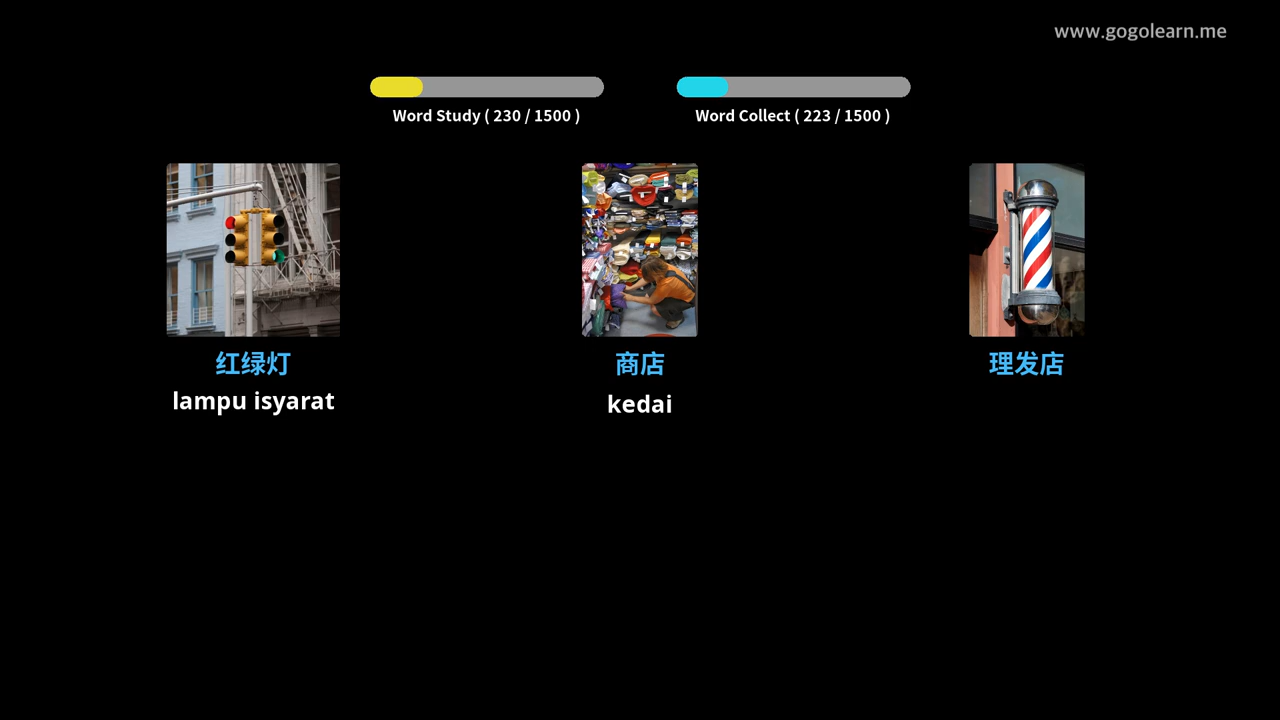 www.gogolearn.me
Word Study ( 230 / 1500 )
Word Collect ( 223 / 1500 )
红绿灯
商店
理发店
lampu isyarat
kedai